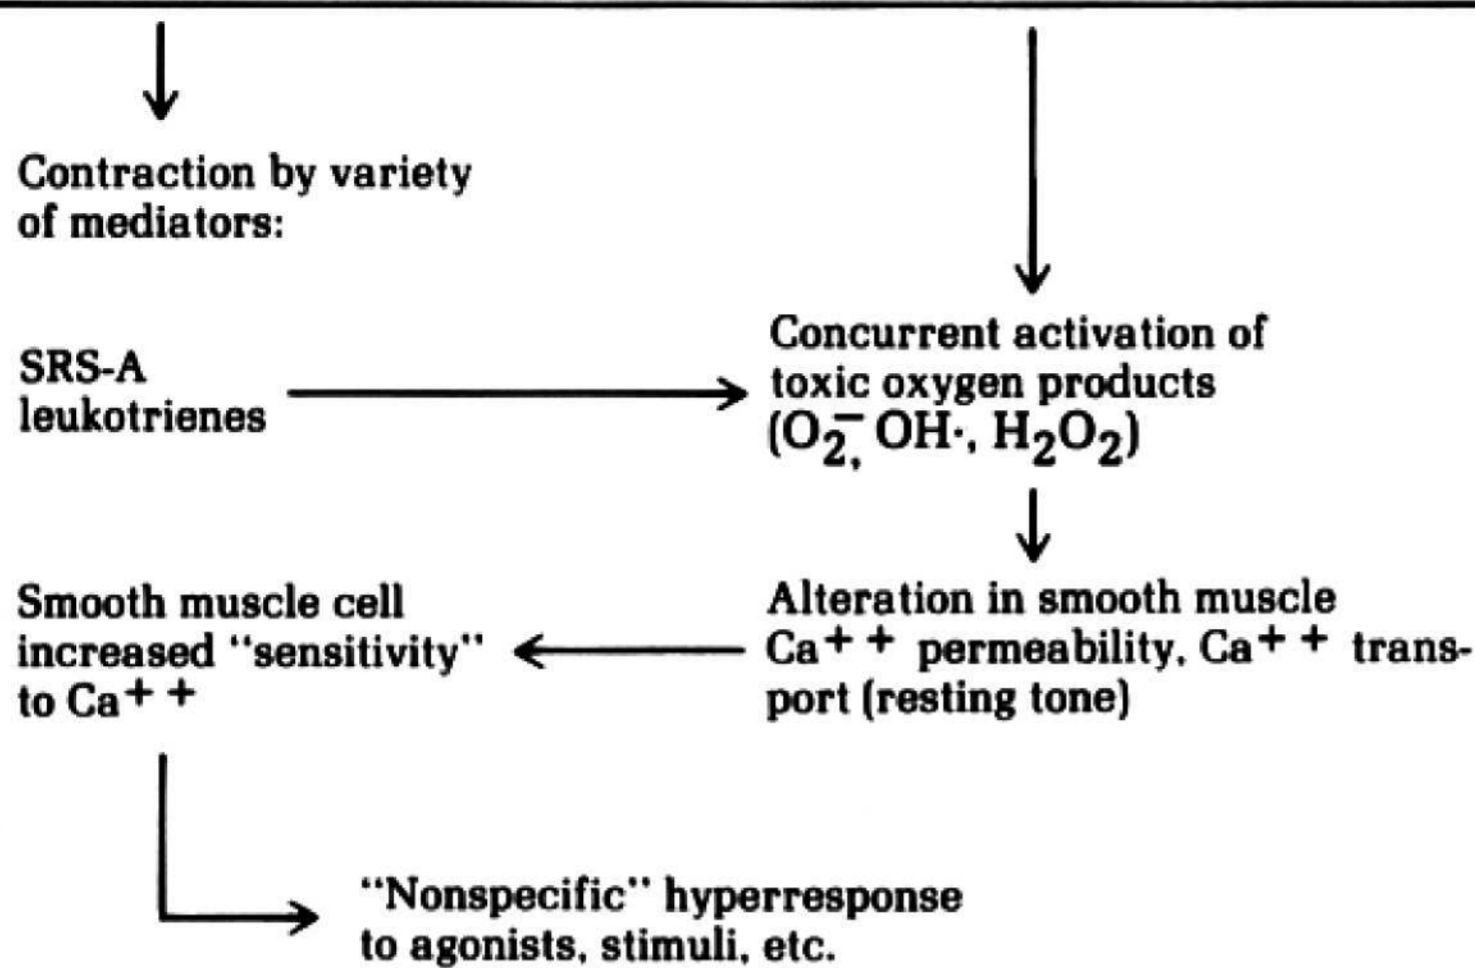 Contraction by variety
of mediators:
SRS-A
leukotrienes
Concurrent activation of
toxic oxygen products
(O₂⁻, OH·, H₂O₂)
Alteration in smooth muscle
Ca⁺⁺ permeability, Ca⁺⁺ trans-
port (resting tone)
Smooth muscle cell
increased “sensitivity”
to Ca⁺⁺
“Nonspecific” hyperresponse
to agonists, stimuli, etc.